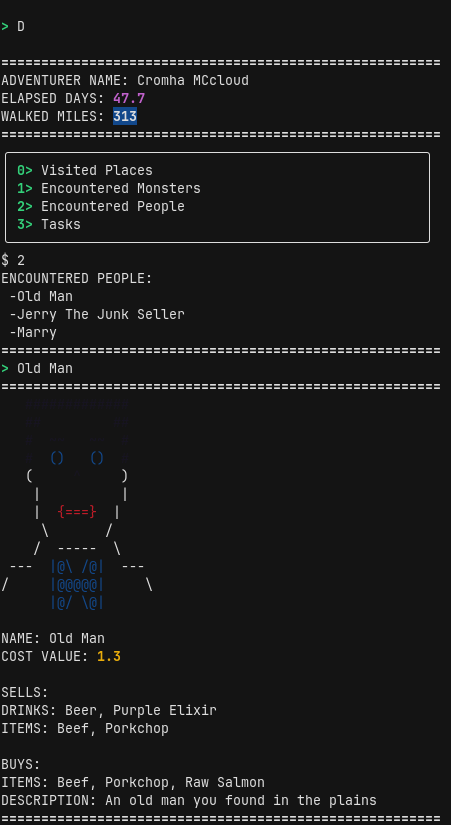 > D
=======================================================
ADVENTURER NAME: Cromha MCcloud
ELAPSED DAYS: 47.7
WALKED MILES: 313
=======================================================
0> Visited Places
1> Encountered Monsters
2> Encountered People
3> Tasks
$ 2
ENCOUNTERED PEOPLE:
 -Old Man
 -Jerry The Junk Seller
 -Marry
=======================================================
> Old Man
=======================================================
      ()   ()
   (           )
    |          |
    |  {===}  |
     \       /
    /  -----  \
 ---  |@\ /@|  ---
/     |@@@@@|     \
      |@/ \@|
NAME: Old Man
COST VALUE: 1.3
SELLS:
DRINKS: Beer, Purple Elixir
ITEMS: Beef, Porkchop
BUYS:
ITEMS: Beef, Porkchop, Raw Salmon
DESCRIPTION: An old man you found in the plains
=======================================================